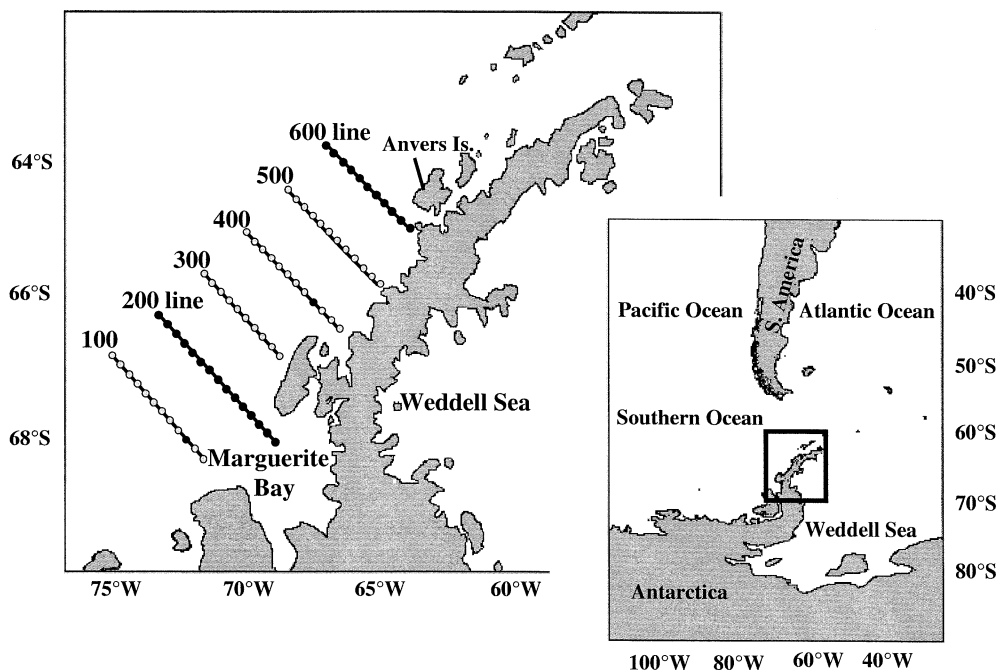 600 line
Anvers Is.
64°S
500
400
300
66°S
200 line
100
Weddell Sea
68°S
Marguerite
Bay
75°W
70°W
65°W
60°W
S. America
40°S
Pacific Ocean
Atlantic Ocean
50°S
Southern Ocean
60°S
70°S
Weddell Sea
80°S
Antarctica
100°W
80°W
60°W
40°W